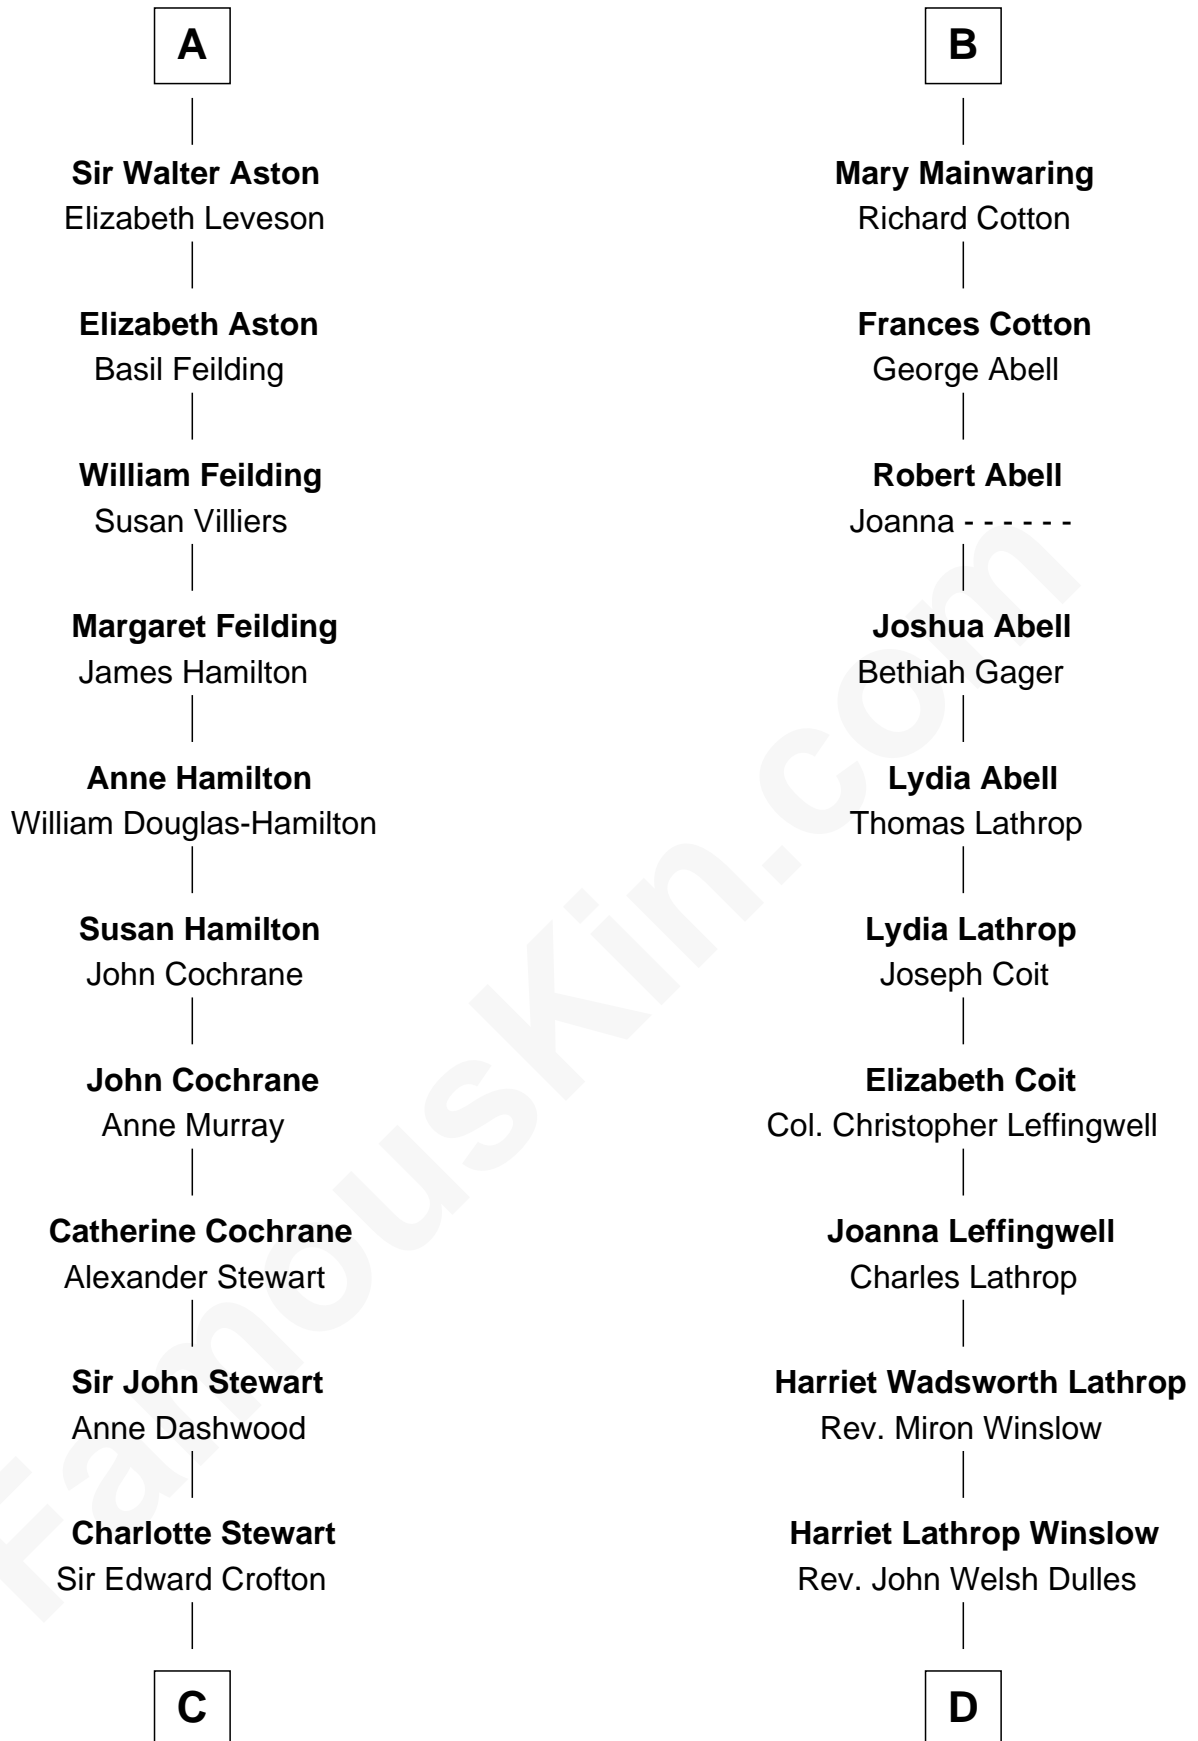 A
Sir Walter Aston
Elizabeth Leveson
Elizabeth Aston
Basil Feilding
William Feilding
Susan Villiers
Margaret Feilding
James Hamilton
Anne Hamilton
William Douglas-Hamilton
Susan Hamilton
John Cochrane
John Cochrane
Anne Murray
Catherine Cochrane
Alexander Stewart
Sir John Stewart
Anne Dashwood
Charlotte Stewart
Sir Edward Crofton
C
B
Mary Mainwaring
Richard Cotton
Frances Cotton
George Abell
Robert Abell
Joanna - - - - - -
Joshua Abell
Bethiah Gager
Lydia Abell
Thomas Lathrop
Lydia Lathrop
Joseph Coit
Elizabeth Coit
Col. Christopher Leffingwell
Joanna Leffingwell
Charles Lathrop
Harriet Wadsworth Lathrop
Rev. Miron Winslow
Harriet Lathrop Winslow
Rev. John Welsh Dulles
D
FamousKin.com